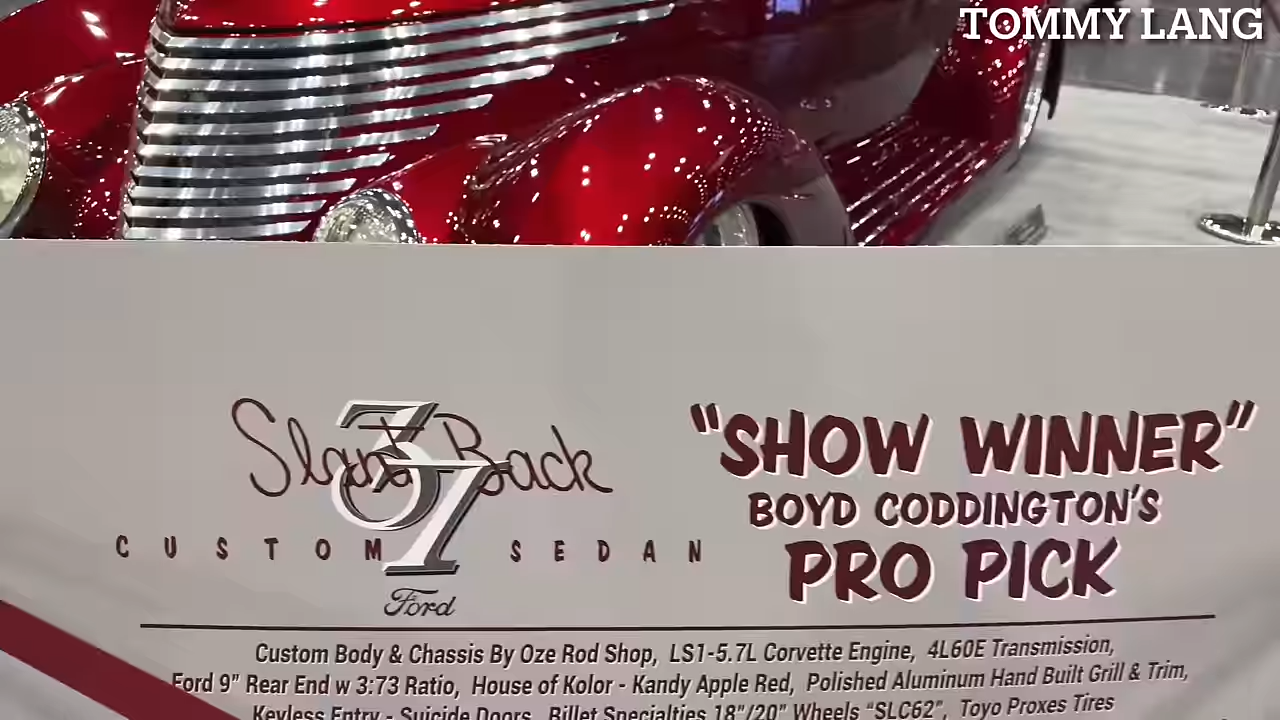 TOMMY LANG
Slant Back
31
CUSTOM SEDAN
Ford
"SHOW WINNER"
BOYD CODDINGTON'S
PRO PICK
Custom Body & Chassis By Oze Rod Shop, LS1-5.7L Corvette Engine, 4L60E Transmission,
Ford 9" Rear End w 3:73 Ratio, House of Kolor - Kandy Apple Red, Polished Aluminum Hand Built Grill & Trim,
Keyless Entry - Suicide Doors, Billet Specialties 18"/20" Wheels "SLC62", Toyo Proxes Tires